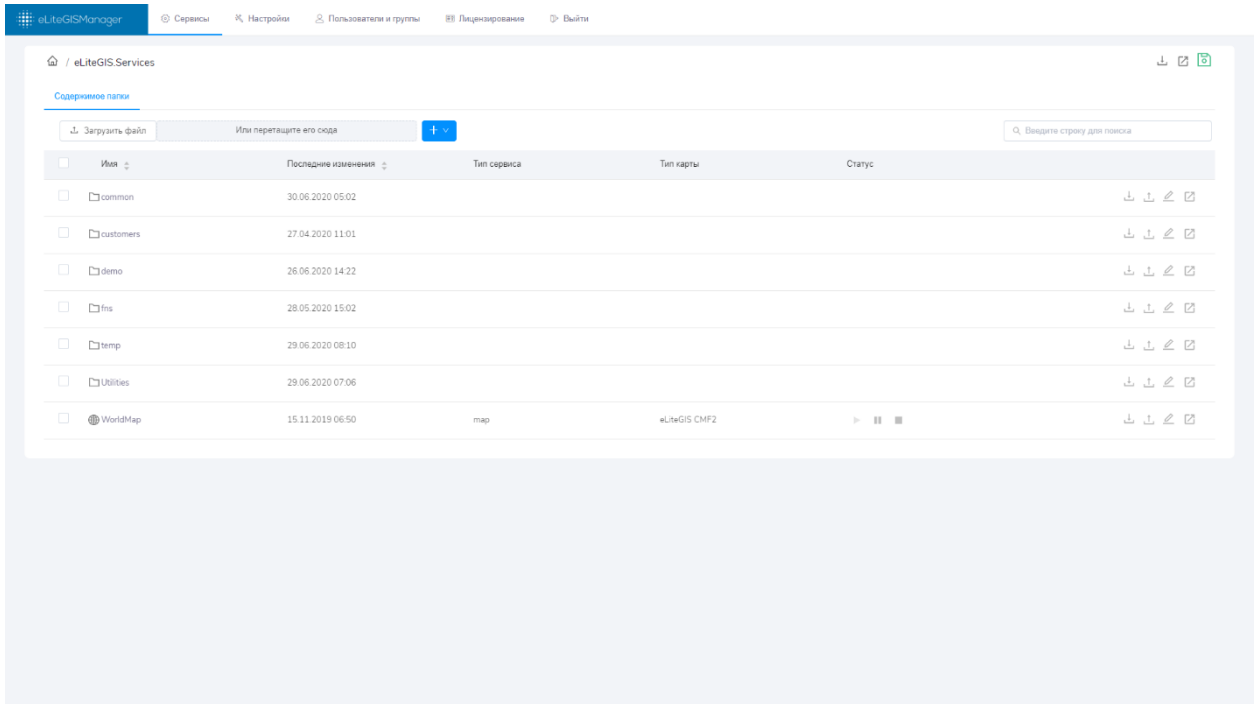 eLiteGISManager Сервисы Настройки Пользователи и группы Лицензирование Выйти
/ eLiteGIS.Services
Содержимое папки
Загрузить файл Или перетащите его сюда + Введите строку для поиска
Имя Последние изменения Тип сервиса Тип карты Статус
common 30.06.2020 05:02
customers 27.04.2020 11:01
demo 26.06.2020 14:22
fns 28.05.2020 15:02
temp 29.06.2020 08:10
Utilities 29.06.2020 07:06
WorldMap 15.11.2019 06:50 map eLiteGIS CMF2